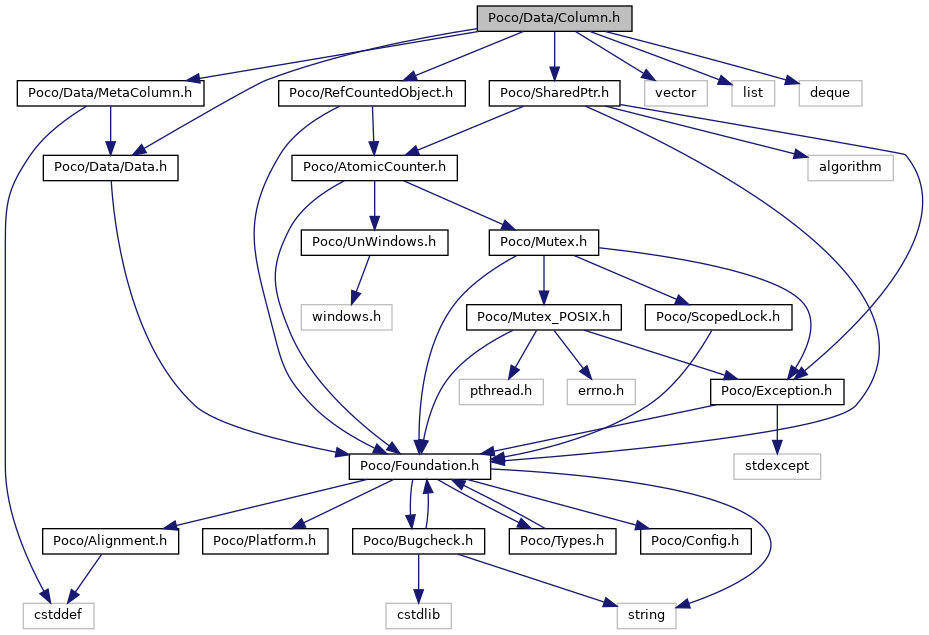 Poco/Data/Column.h
Poco/Data/MetaColumn.h
Poco/RefCountedObject.h
Poco/SharedPtr.h
vector
list
deque
Poco/Data/Data.h
Poco/AtomicCounter.h
algorithm
Poco/UnWindows.h
Poco/Mutex.h
windows.h
Poco/Mutex_POSIX.h
Poco/ScopedLock.h
pthread.h
errno.h
Poco/Exception.h
Poco/Foundation.h
stdexcept
Poco/Alignment.h
Poco/Platform.h
Poco/Bugcheck.h
Poco/Types.h
Poco/Config.h
cstddef
cstdlib
string